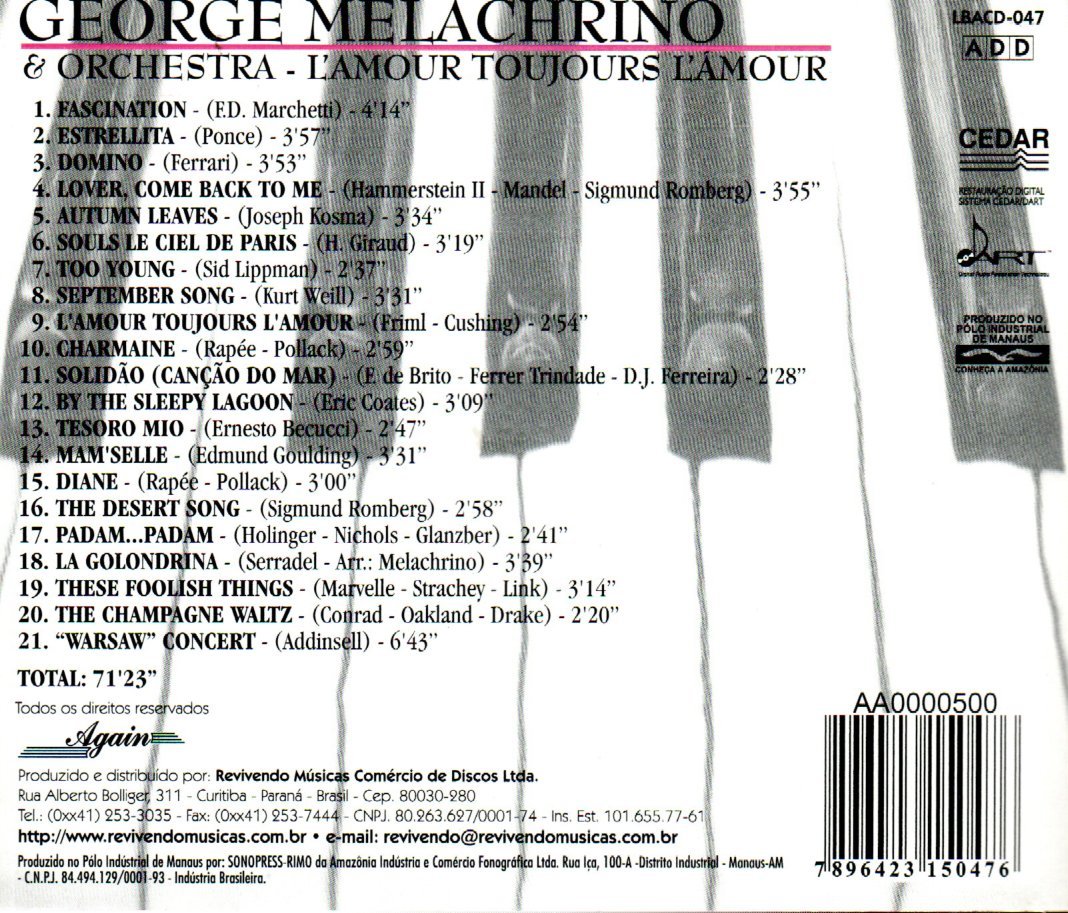 GEORGE MELACHRINO
& ORCHESTRA - L'AMOUR TOUJOURS L'AMOUR
1. FASCINATION - (F.D. Marchetti) - 4'14"
2. ESTRELLITA - (Ponce) - 3'57"
3. DOMINO - (Ferrari) - 3'53"
4. LOVER, COME BACK TO ME - (Hammerstein II - Mandel - Sigmund Romberg) - 3'55"
5. AUTUMN LEAVES - (Joseph Kosma) - 3'34"
6. SOULS LE CIEL DE PARIS - (H. Giraud) - 3'19"
7. TOO YOUNG - (Sid Lippman) - 2'37"
8. SEPTEMBER SONG - (Kurt Weill) - 3'31"
9. L'AMOUR TOUJOURS L'AMOUR - (Friml - Cushing) - 2'54"
10. CHARMAINE - (Rapée - Pollack) - 2'59"
11. SOLIDÃO (CANÇÃO DO MAR) - (F. de Brito - Ferrer Trindade - D.J. Ferreira) - 2'28"
12. BY THE SLEEPY LAGOON - (Eric Coates) - 3'09"
13. TESORO MIO - (Ernesto Becucci) - 2'47"
14. MAM'SELLE - (Edmund Goulding) - 3'31"
15. DIANE - (Rapée - Pollack) - 3'00"
16. THE DESERT SONG - (Sigmund Romberg) - 2'58"
17. PADAM...PADAM - (Holinger - Nichols - Glanzber) - 2'41"
18. LA GOLONDRINA - (Serradel - Arr.: Melachrino) - 3'39"
19. THESE FOOLISH THINGS - (Marvelle - Strachey - Link) - 3'14"
20. THE CHAMPAGNE WALTZ - (Conrad - Oakland - Drake) - 2'20"
21. "WARSAW" CONCERT - (Addinsell) - 6'43"
TOTAL: 71'23"
Todos os direitos reservados
Again
Produzido e distribuído por: Revivendo Músicas Comércio de Discos Ltda.
Rua Alberto Bolliger, 311 - Curitiba - Paraná - Brasil - Cep. 80030-280
Tel.: (0xx41) 253-3035 - Fax: (0xx41) 253-7444 - CNPJ. 80.263.627/0001-74 - Ins. Est. 101.655.77-61
http://www.revivendomusicas.com.br • e-mail: revivendo@revivendomusicas.com.br
Produzido no Pólo Indústrial de Manaus por: SONOPRESS-RIMO da Amazônia Indústria e Comércio Fonográfica Ltda. Rua Iça, 100-A -Distrito Industrial - Manaus-AM
- C.N.P.J. 84.494.129/0001-93 - Indústria Brasileira.
LBACD-047
ADD
CEDAR
RESTAURAÇÃO DIGITAL
SISTEMA CEDAR/DART
DART
PRODUZIDO NO
PÓLO INDUSTRIAL
DE MANAUS
CONHEÇA A AMAZÔNIA
AA0000500
7 896423 150476